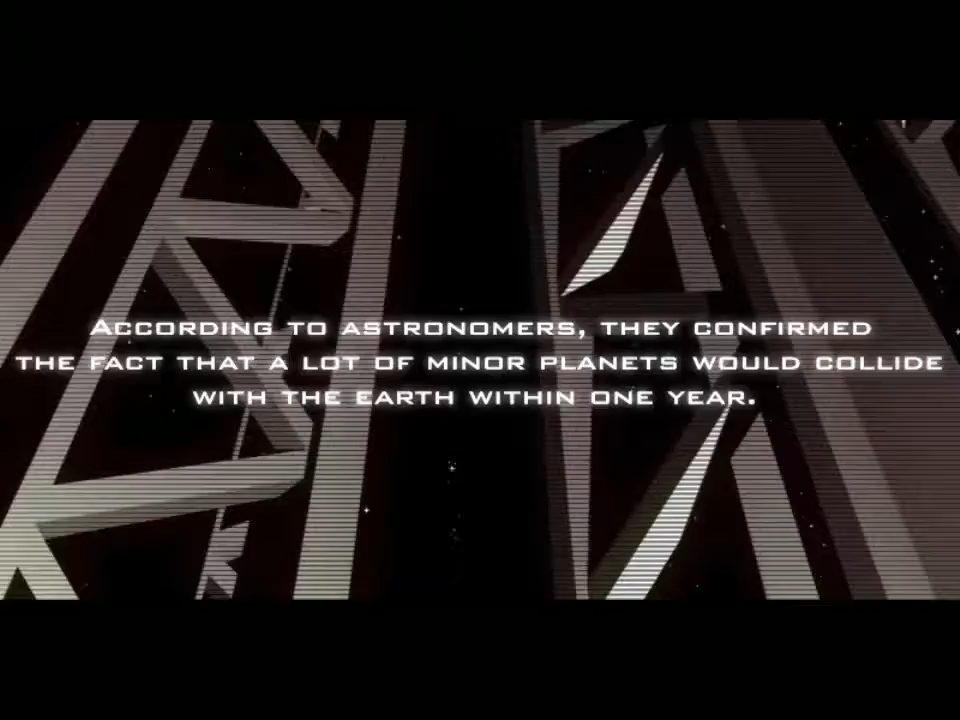 According to astronomers, they confirmed
the fact that a lot of minor planets would collide
with the earth within one year.